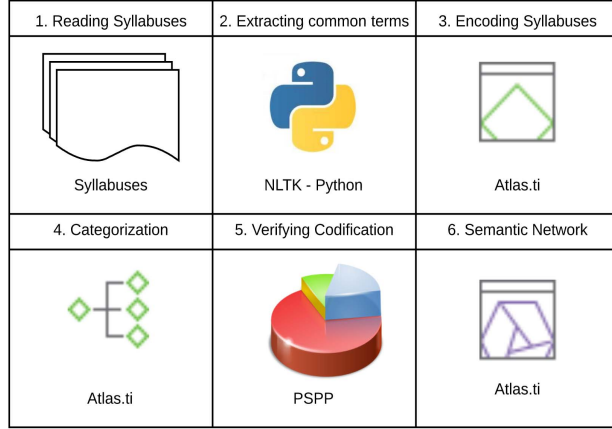 1. Reading Syllabuses
2. Extracting common terms
3. Encoding Syllabuses
Syllabuses
NLTK - Python
Atlas.ti
4. Categorization
5. Verifying Codification
6. Semantic Network
Atlas.ti
PSPP
Atlas.ti